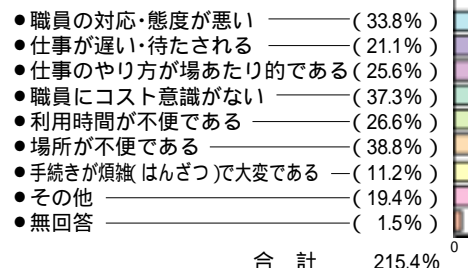 ●職員の対応・態度が悪い ―――(33.8%)
●仕事が遅い・待たされる ―――(21.1%)
●仕事のやり方が場あたり的である(25.6%)
●職員にコスト意識がない ―――(37.3%)
●利用時間が不便である ――――(26.6%)
●場所が不便である ――――――(38.8%)
●手続きが煩雑(はんざつ)で大変である ―(11.2%)
●その他 ―――――――――――(19.4%)
●無回答 ―――――――――――( 1.5%)
0
合 計 215.4%